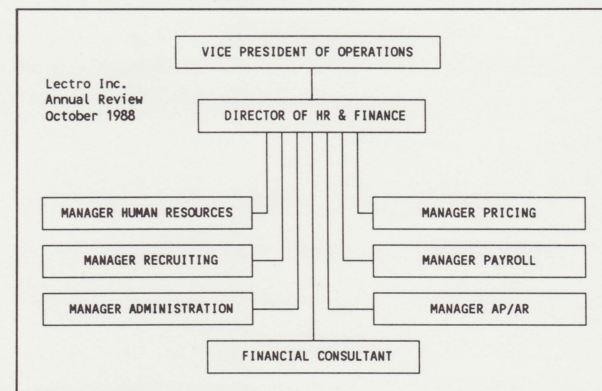 VICE PRESIDENT OF OPERATIONS
Lectro Inc.
Annual Review
October 1988
DIRECTOR OF HR & FINANCE
MANAGER HUMAN RESOURCES
MANAGER PRICING
MANAGER RECRUITING
MANAGER PAYROLL
MANAGER ADMINISTRATION
MANAGER AP/AR
FINANCIAL CONSULTANT